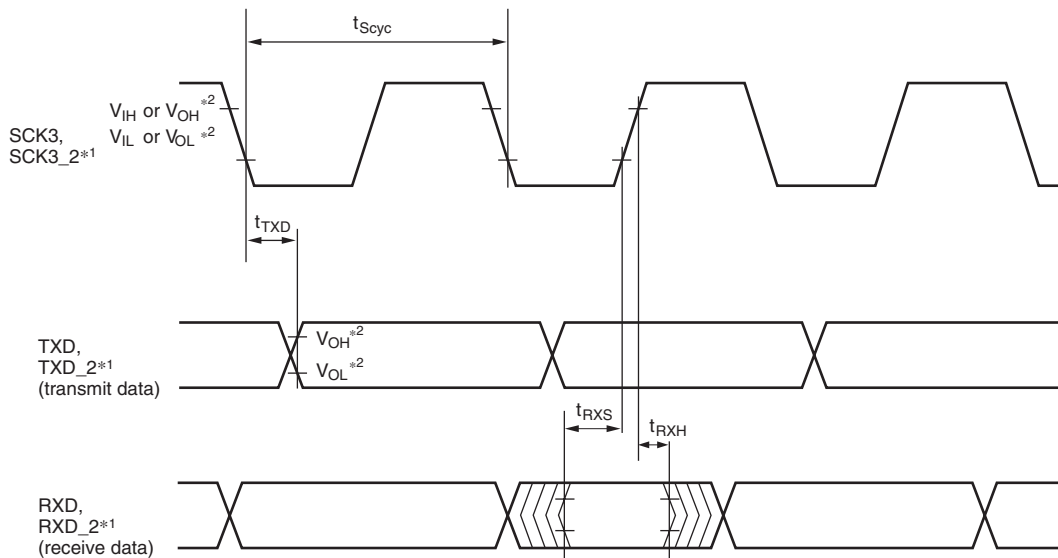 tScyc
VIH or VOH*2
VIL or VOL*2
SCK3,
SCK3_2*1
tTXD
VOH*2
VOL*2
TXD,
TXD_2*1
(transmit data)
tRXS
tRXH
RXD,
RXD_2*1
(receive data)